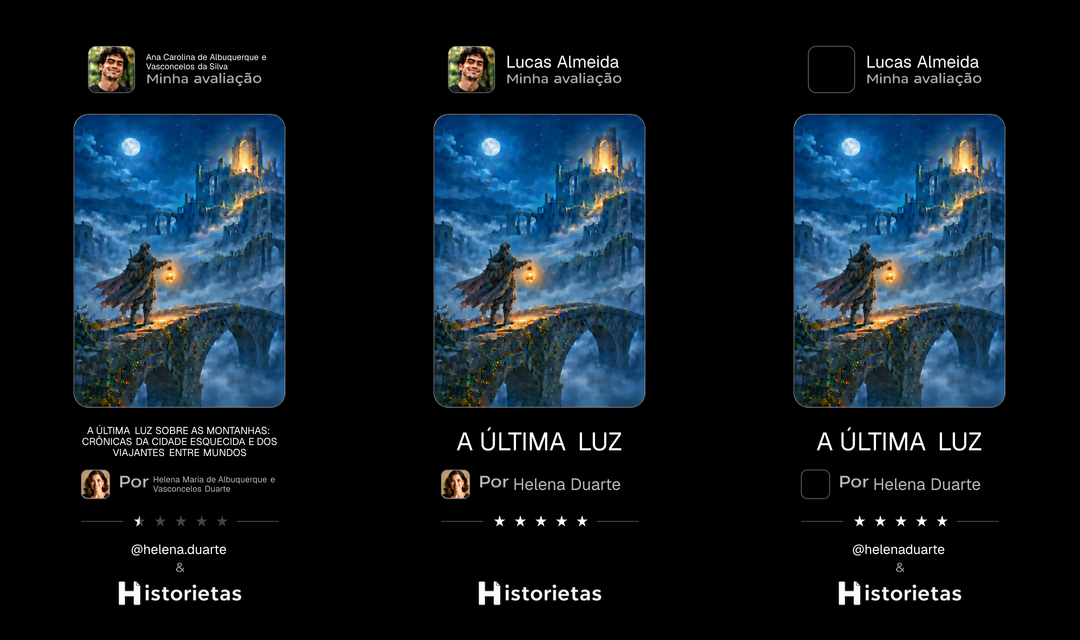 Ana Carolina de Albuquerque e
Vasconcelos da Silva
Minha avaliação
A ÚLTIMA LUZ SOBRE AS MONTANHAS:
CRÔNICAS DA CIDADE ESQUECIDA E DOS
VIAJANTES ENTRE MUNDOS
Por Helena Maria de Albuquerque e
Vasconcelos Duarte
@helena.duarte
&
Historietas
Lucas Almeida
Minha avaliação
A ÚLTIMA LUZ
Por Helena Duarte
Historietas
Lucas Almeida
Minha avaliação
A ÚLTIMA LUZ
Por Helena Duarte
@helenaduarte
&
Historietas